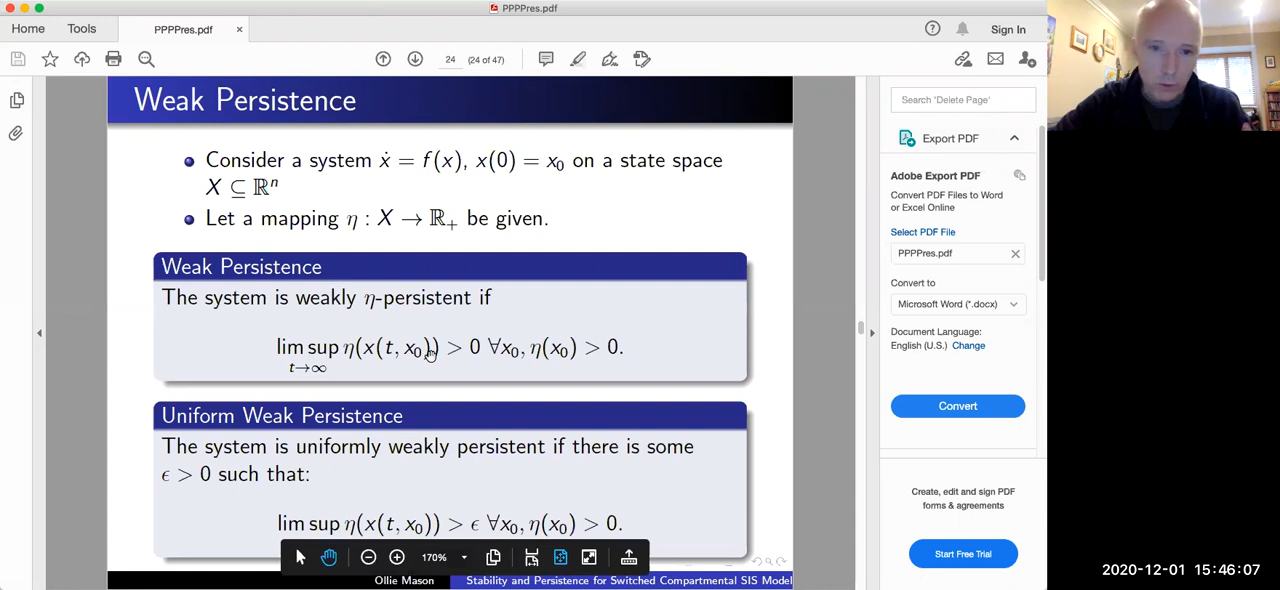 PPPPres.pdf
Home Tools PPPPres.pdf × Sign In
24 (24 of 47)
Weak Persistence
Consider a system ẋ = f(x), x(0) = x₀ on a state space
X ⊆ ℝⁿ
Let a mapping η : X → ℝ₊ be given.
Weak Persistence
The system is weakly η-persistent if
lim sup η(x(t, x₀)) > 0 ∀x₀, η(x₀) > 0.
t→∞
Uniform Weak Persistence
The system is uniformly weakly persistent if there is some
ϵ > 0 such that:
lim sup η(x(t, x₀)) > ϵ ∀x₀, η(x₀) > 0.
170%
Ollie Mason Stability and Persistence for Switched Compartmental SIS Model
Search 'Delete Page'
Export PDF
Adobe Export PDF
Convert PDF Files to Word
or Excel Online
Select PDF File
PPPPres.pdf
Convert to
Microsoft Word (*.docx)
Document Language:
English (U.S.) Change
Convert
Create, edit and sign PDF
forms & agreements
Start Free Trial
2020-12-01 15:46:07